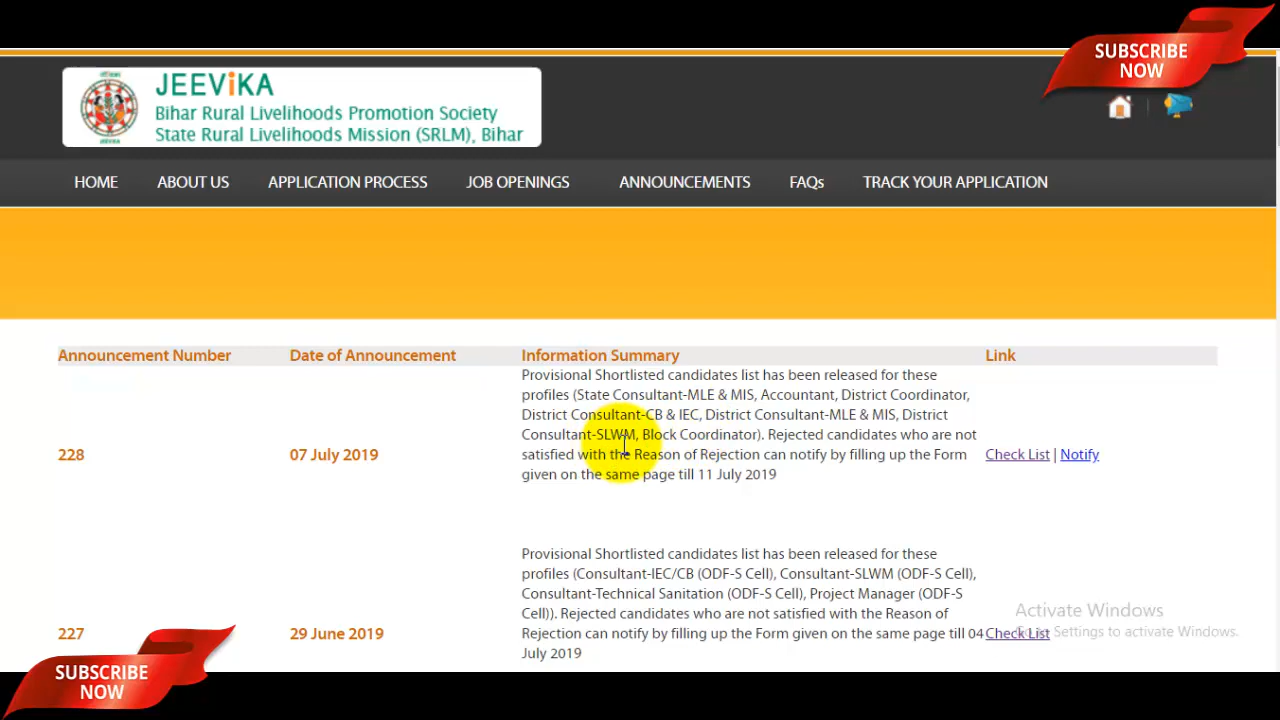 SUBSCRIBE
NOW
JEEViKA
Bihar Rural Livelihoods Promotion Society
State Rural Livelihoods Mission (SRLM), Bihar
HOME ABOUT US APPLICATION PROCESS JOB OPENINGS ANNOUNCEMENTS FAQs TRACK YOUR APPLICATION
Announcement Number Date of Announcement Information Summary Link
Provisional Shortlisted candidates list has been released for these
profiles (State Consultant-MLE & MIS, Accountant, District Coordinator,
District Consultant-CB & IEC, District Consultant-MLE & MIS, District
Consultant-SLWM, Block Coordinator). Rejected candidates who are not
228 07 July 2019 satisfied with the Reason of Rejection can notify by filling up the Form Check List | Notify
given on the same page till 11 July 2019
Provisional Shortlisted candidates list has been released for these
profiles (Consultant-IEC/CB (ODF-S Cell), Consultant-SLWM (ODF-S Cell),
Consultant-Technical Sanitation (ODF-S Cell), Project Manager (ODF-S
Cell)). Rejected candidates who are not satisfied with the Reason of
227 29 June 2019 Rejection can notify by filling up the Form given on the same page till 04 Check List
July 2019
Activate Windows
Go to Settings to activate Windows.
SUBSCRIBE
NOW